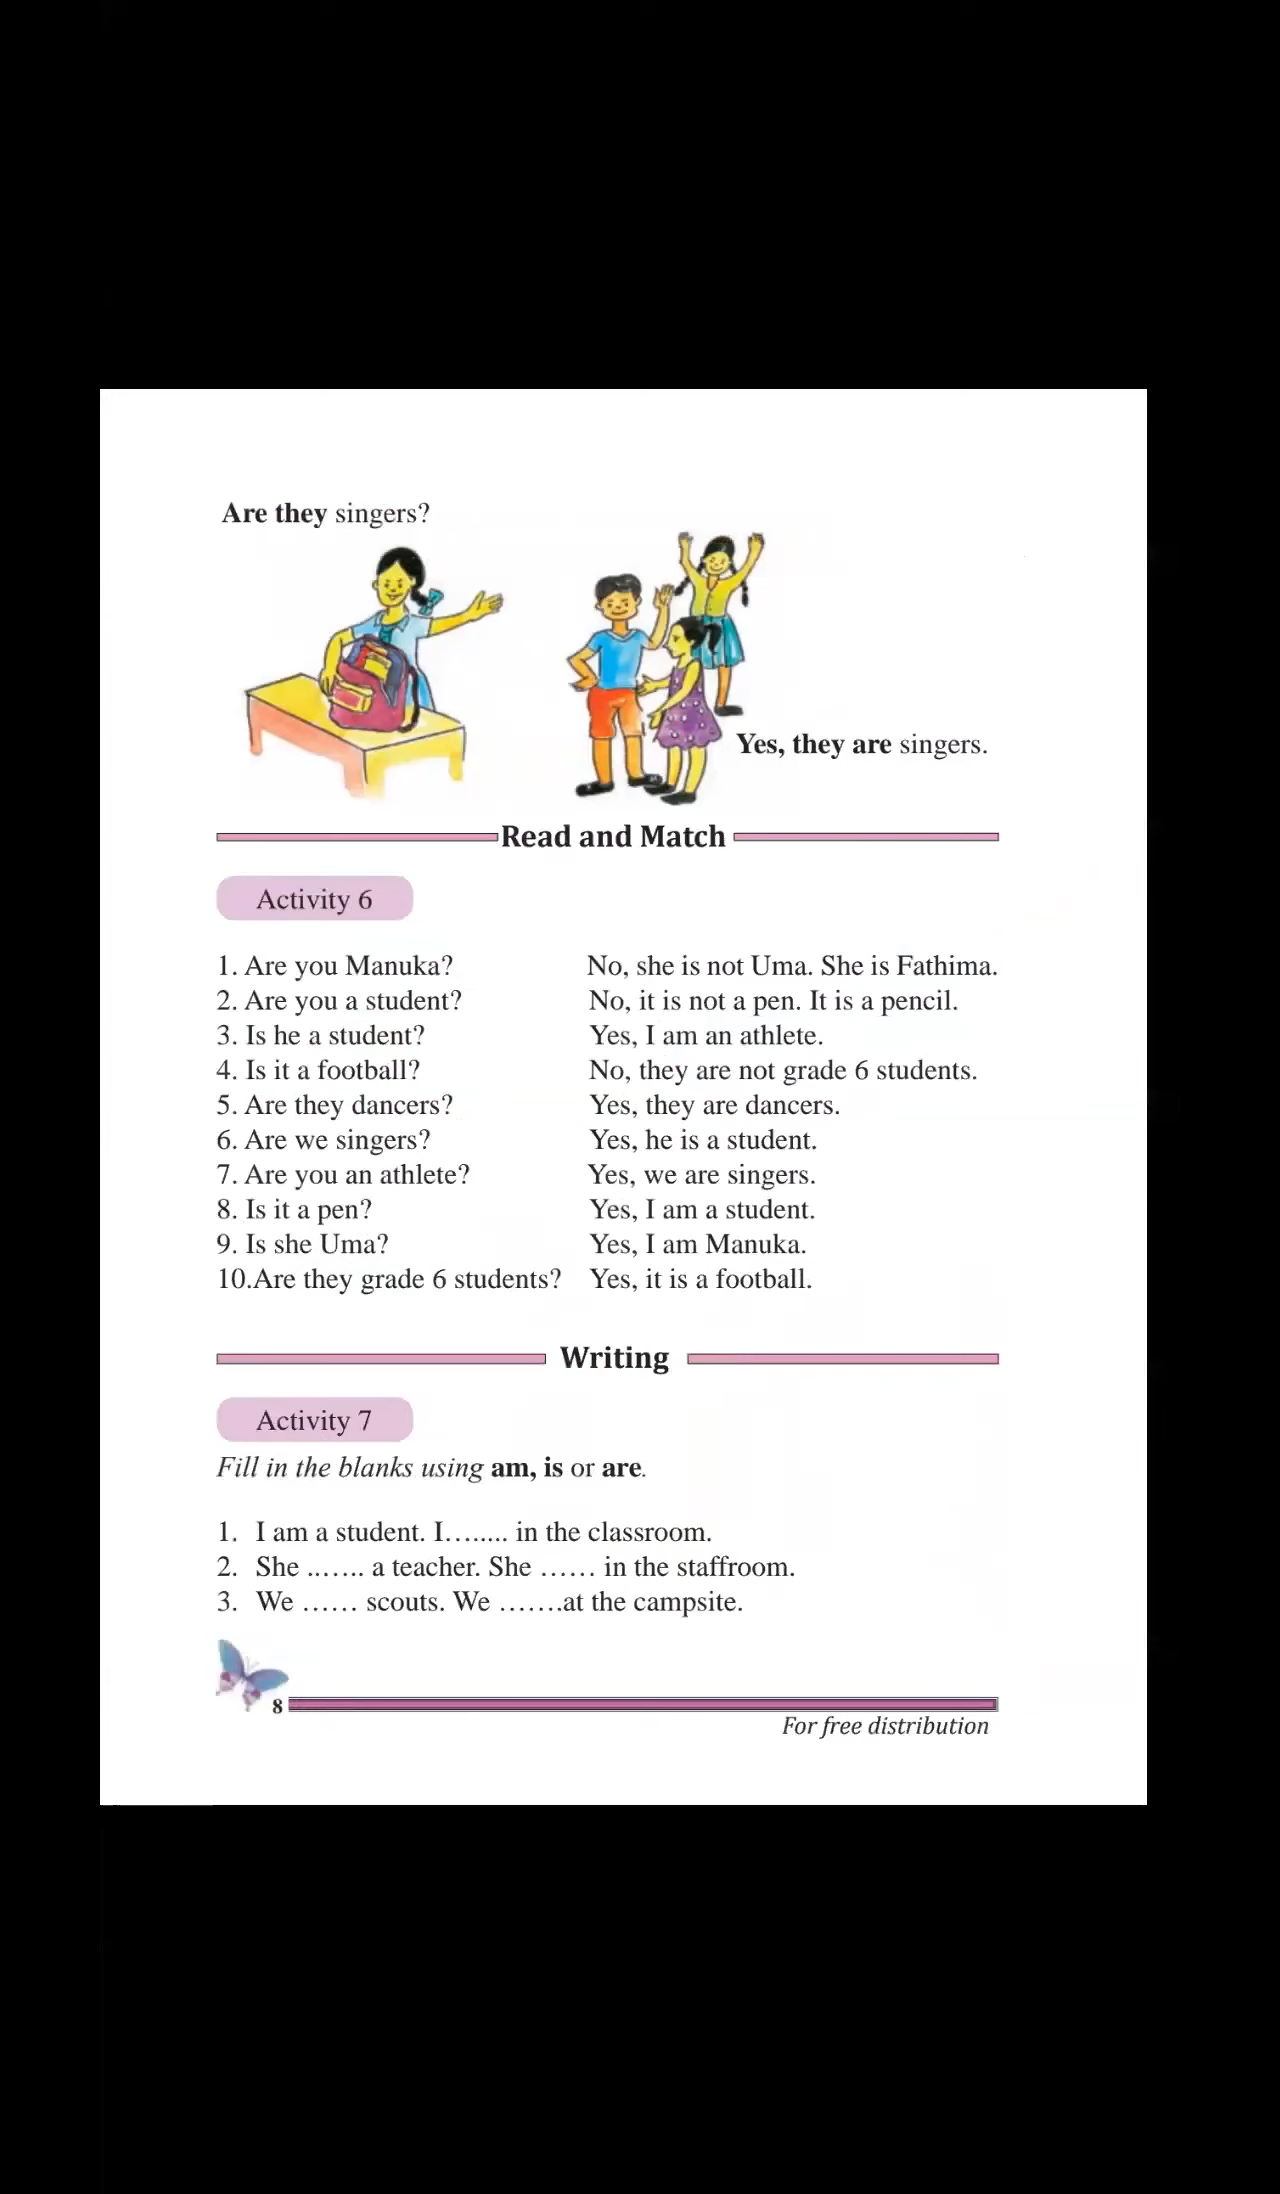 Are they singers?
Yes, they are singers.
Read and Match
Activity 6
1. Are you Manuka? No, she is not Uma. She is Fathima.
2. Are you a student? No, it is not a pen. It is a pencil.
3. Is he a student? Yes, I am an athlete.
4. Is it a football? No, they are not grade 6 students.
5. Are they dancers? Yes, they are dancers.
6. Are we singers? Yes, he is a student.
7. Are you an athlete? Yes, we are singers.
8. Is it a pen? Yes, I am a student.
9. Is she Uma? Yes, I am Manuka.
10.Are they grade 6 students? Yes, it is a football.
Writing
Activity 7
Fill in the blanks using am, is or are.
1. I am a student. I…..... in the classroom.
2. She ..….. a teacher. She …… in the staffroom.
3. We …… scouts. We …….at the campsite.
8
For free distribution